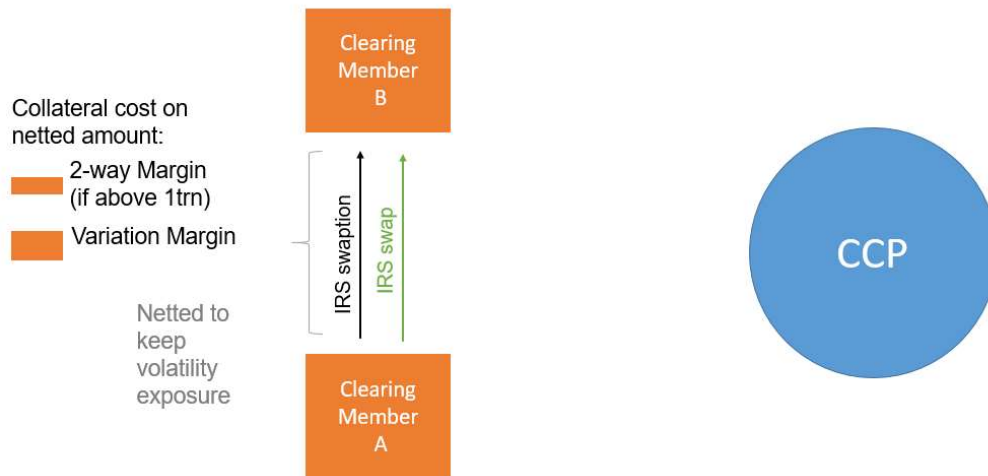 Clearing
Member
B
Collateral cost on
netted amount:
2-way Margin
(if above 1trn)
Variation Margin
IRS swaption
IRS swap
CCP
Netted to
keep
volatility
exposure
Clearing
Member
A